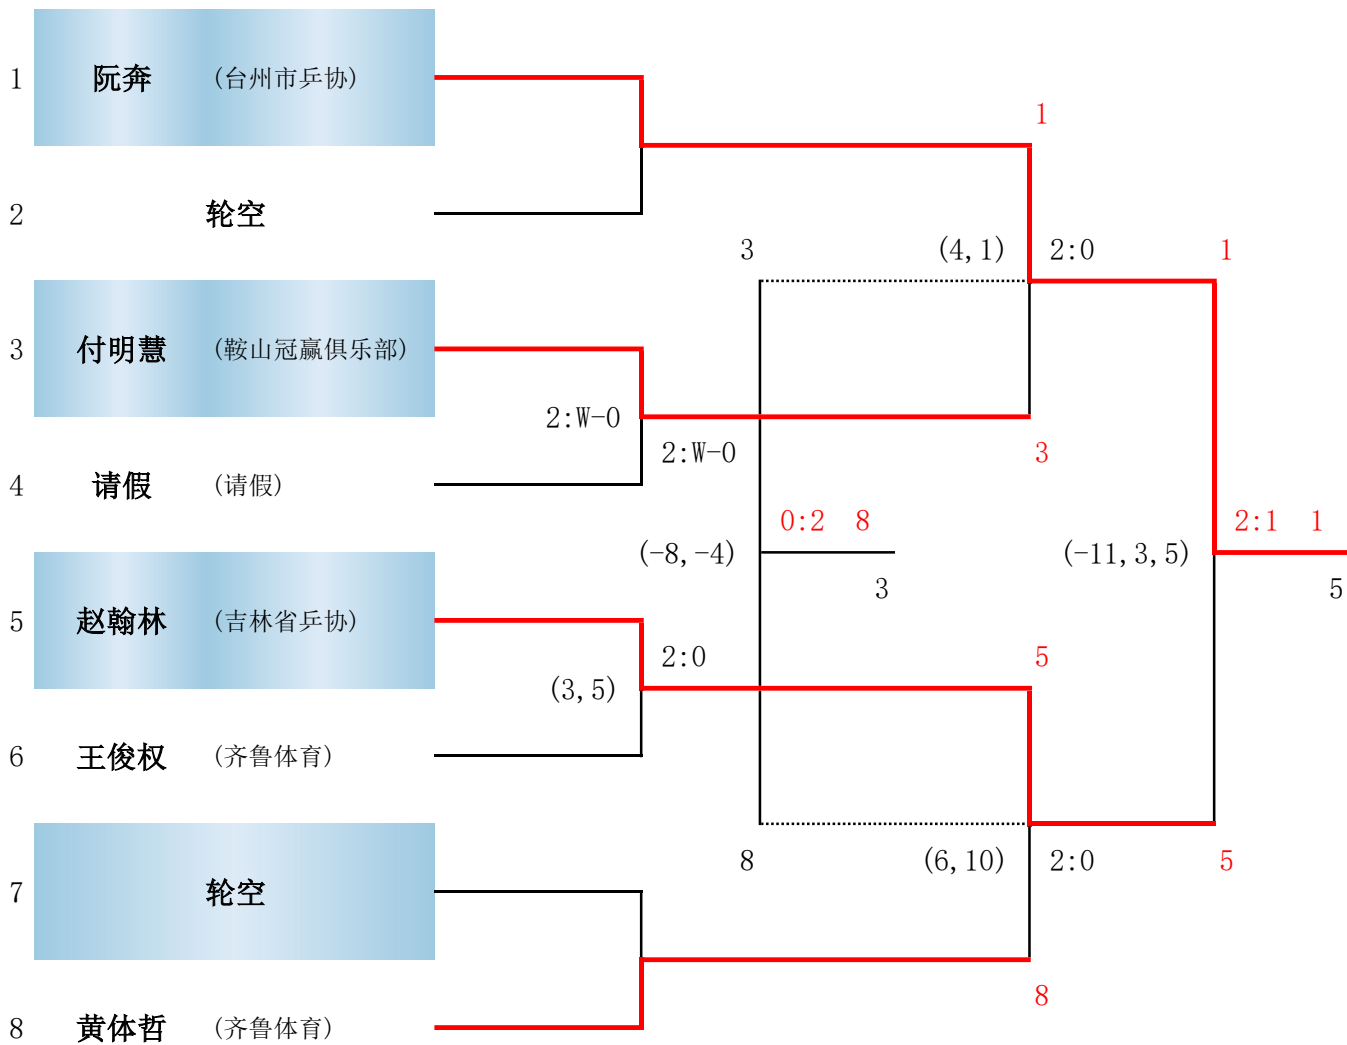 1 阮奔 (台州市乒协)
1
2 轮空
3 (4,1) 2:0 1
3 付明慧 (鞍山冠赢俱乐部)
2:W-0
2:W-0 3
4 请假 (请假)
0:2 8 2:1 1
(-8,-4) (-11,3,5)
3 5
5 赵翰林 (吉林省乒协)
2:0 5
(3,5)
6 王俊权 (齐鲁体育)
8 (6,10) 2:0 5
7 轮空
8
8 黄体哲 (齐鲁体育)